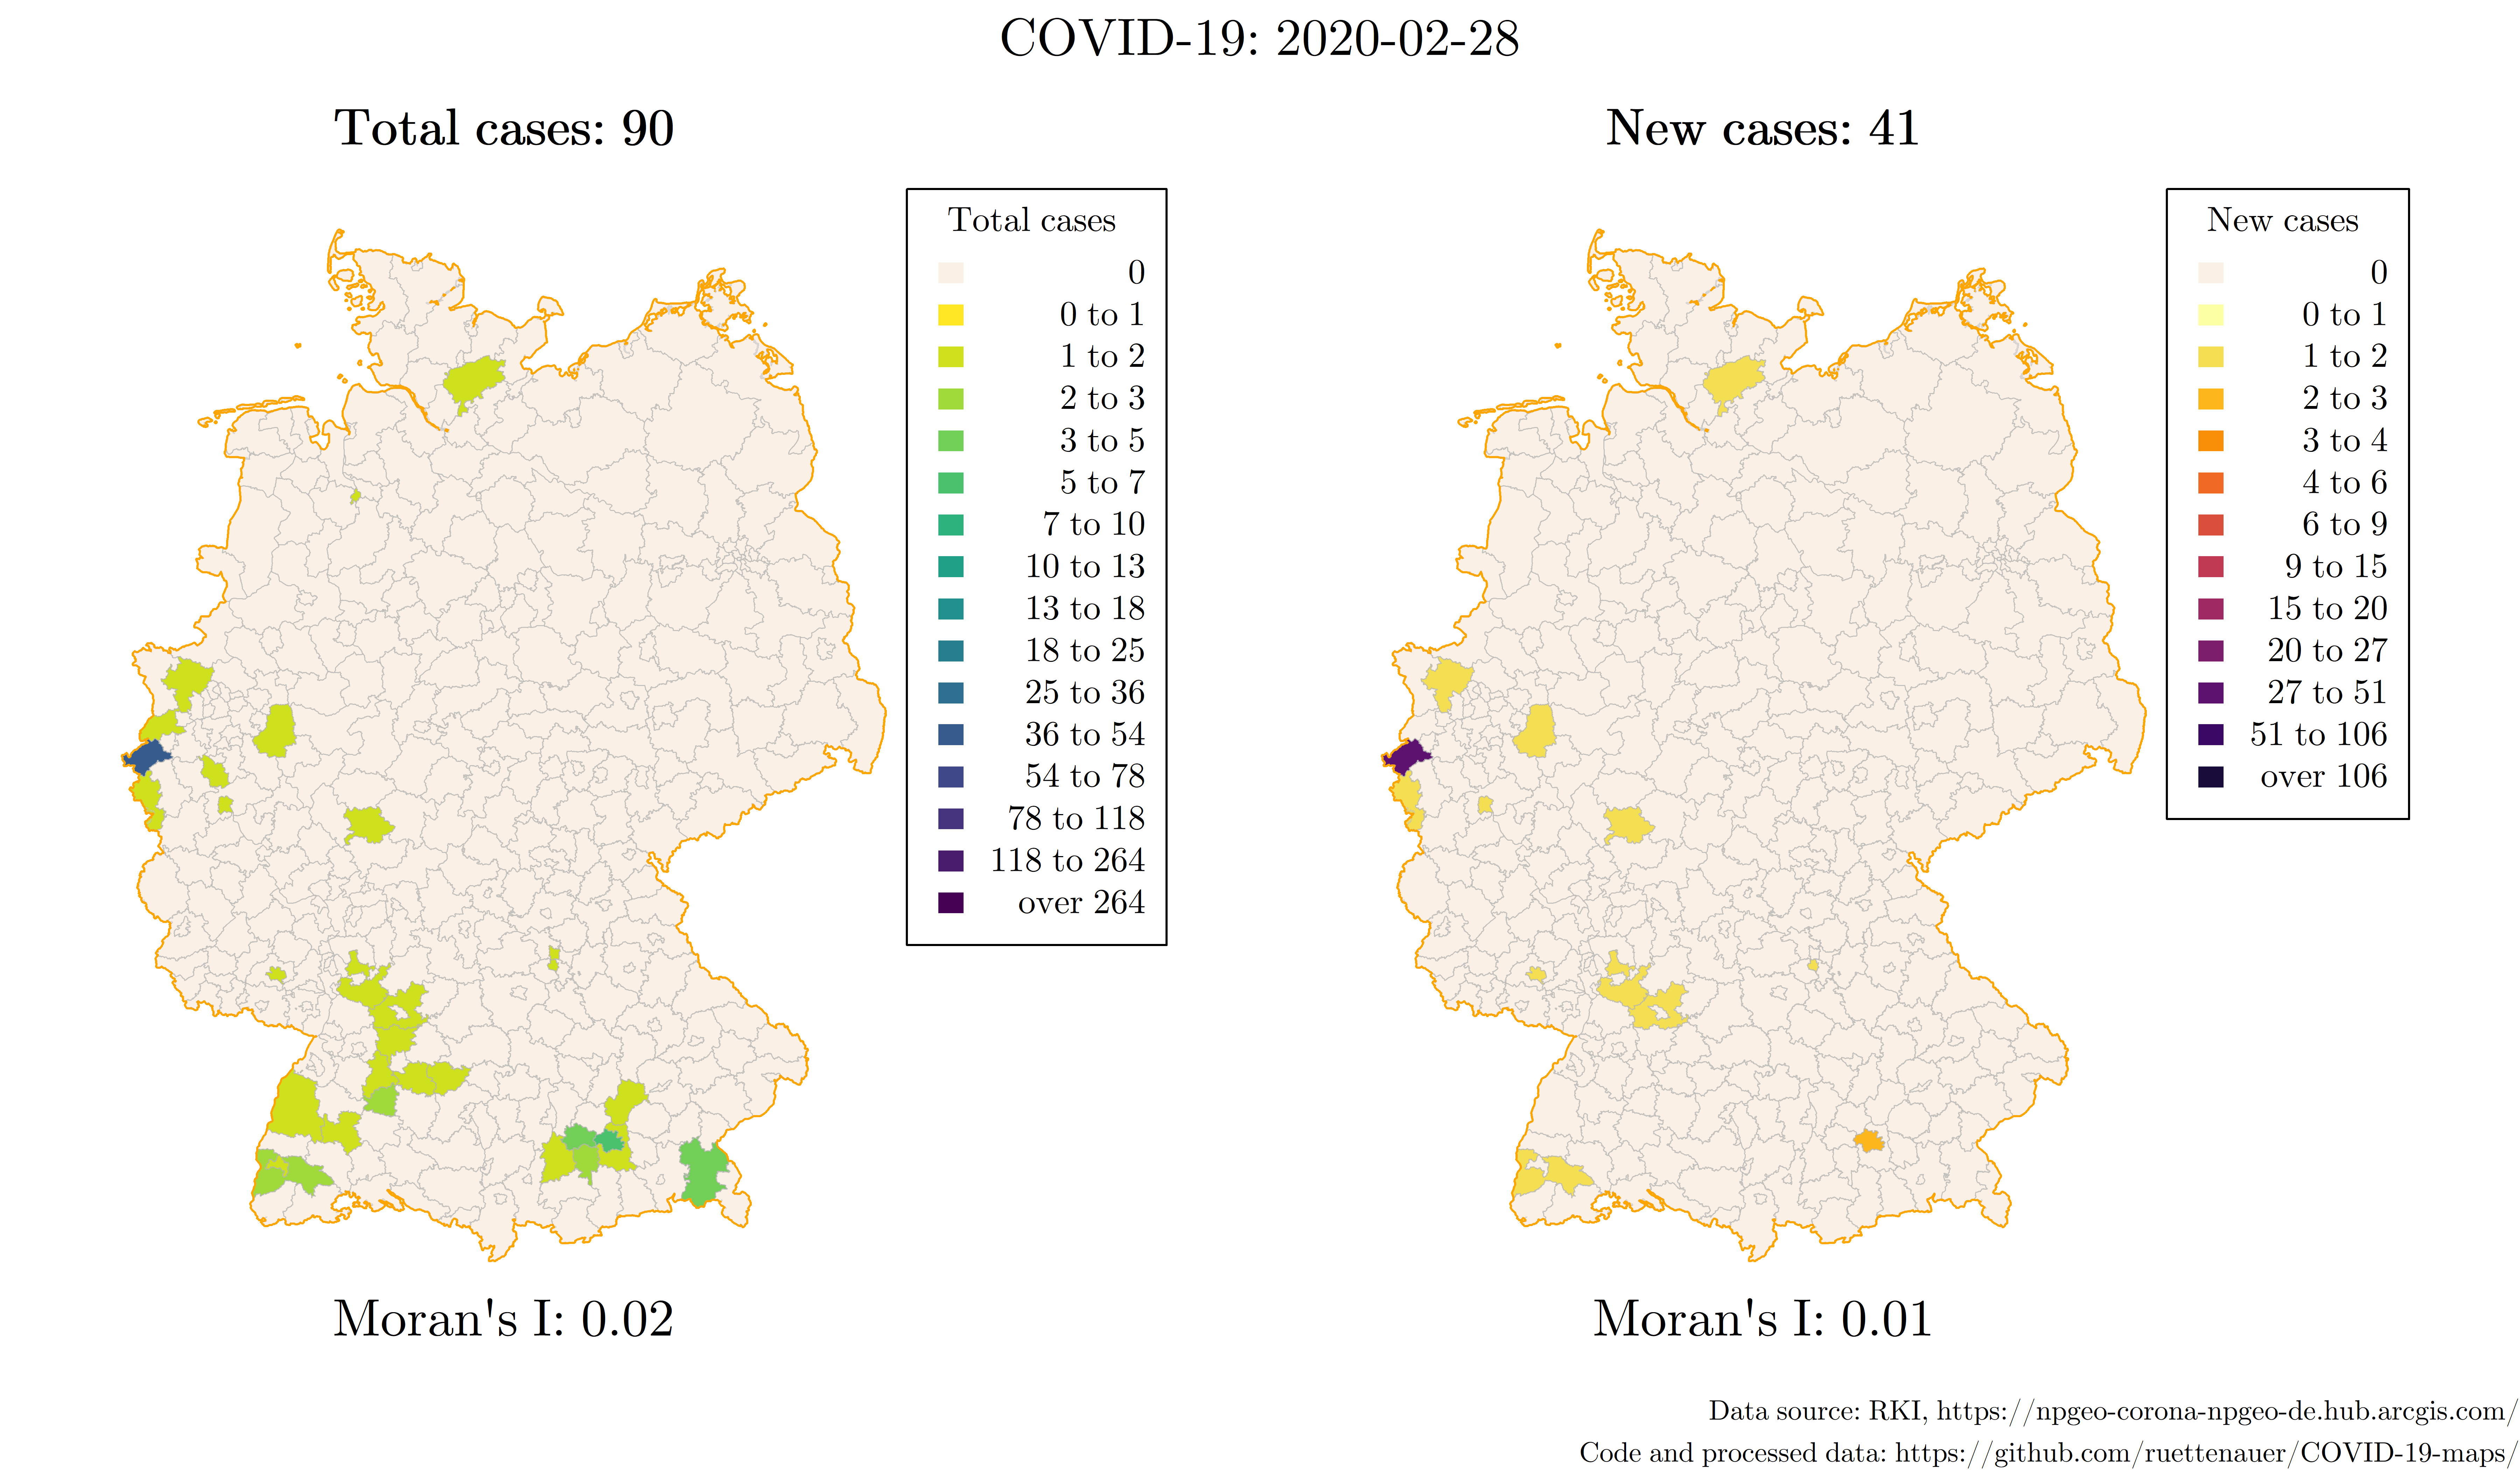 COVID-19: 2020-02-28
Total cases: 90
Total cases
0
0 to 1
1 to 2
2 to 3
3 to 5
5 to 7
7 to 10
10 to 13
13 to 18
18 to 25
25 to 36
36 to 54
54 to 78
78 to 118
118 to 264
over 264
Moran's I: 0.02
New cases: 41
New cases
0
0 to 1
1 to 2
2 to 3
3 to 4
4 to 6
6 to 9
9 to 15
15 to 20
20 to 27
27 to 51
51 to 106
over 106
Moran's I: 0.01
Data source: RKI, https://npgeo-corona-npgeo-de.hub.arcgis.com/
Code and processed data: https://github.com/ruettenauer/COVID-19-maps/